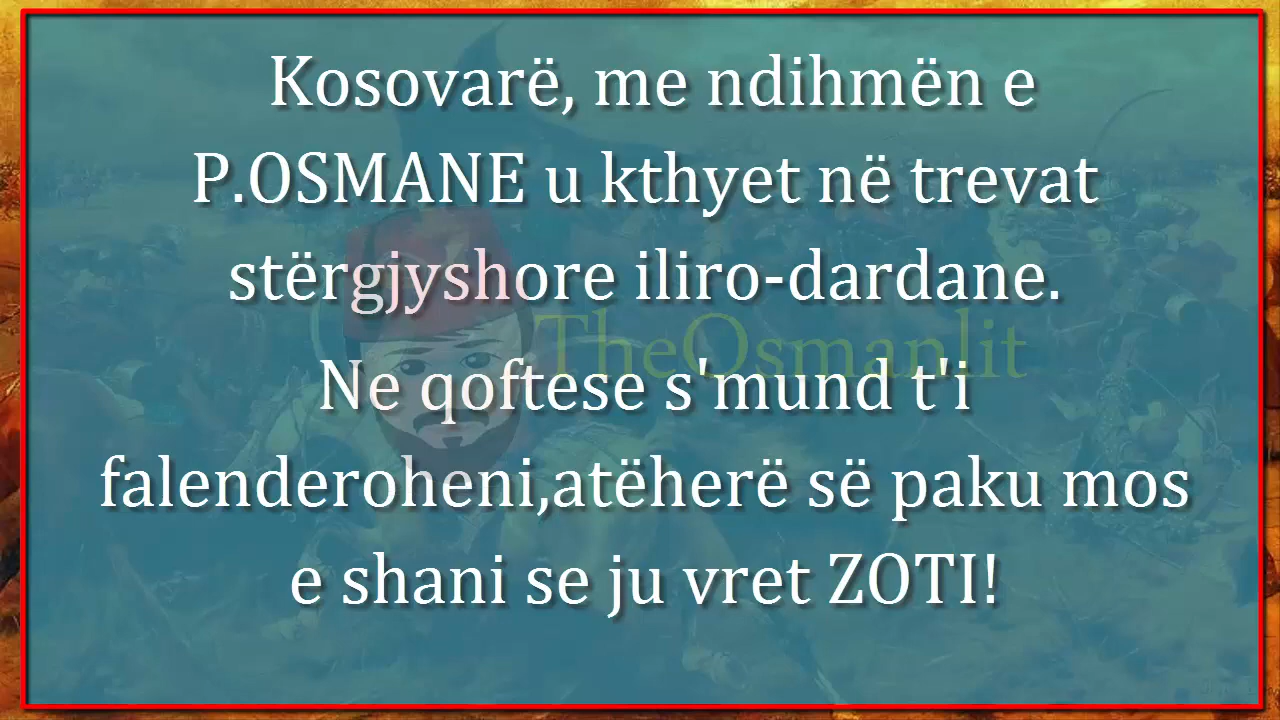 Kosovarë, me ndihmën e
P.OSMANE u kthyet në trevat
stërgjyshore iliro-dardane.
TheOsmanlit
Ne qoftese s'mund t'i
falenderoheni,atëherë së paku mos
e shani se ju vret ZOTI!